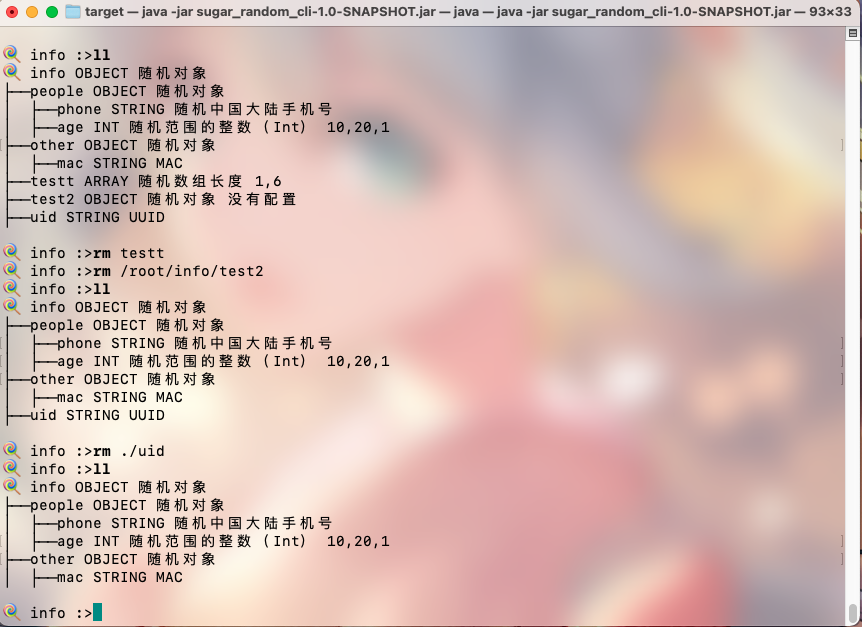 target — java -jar sugar_random_cli-1.0-SNAPSHOT.jar — java — java -jar sugar_random_cli-1.0-SNAPSHOT.jar — 93×33
info :>ll
info OBJECT 随机对象
├──people OBJECT 随机对象
│  ├──phone STRING 随机中国大陆手机号
│  ├──age INT 随机范围的整数 (Int)  10,20,1
├──other OBJECT 随机对象
│  ├──mac STRING MAC
├──testt ARRAY 随机数组长度 1,6
├──test2 OBJECT 随机对象 没有配置
├──uid STRING UUID
info :>rm testt
info :>rm /root/info/test2
info :>ll
info OBJECT 随机对象
├──people OBJECT 随机对象
│  ├──phone STRING 随机中国大陆手机号
│  ├──age INT 随机范围的整数 (Int)  10,20,1
├──other OBJECT 随机对象
│  ├──mac STRING MAC
├──uid STRING UUID
info :>rm ./uid
info :>ll
info OBJECT 随机对象
├──people OBJECT 随机对象
│  ├──phone STRING 随机中国大陆手机号
│  ├──age INT 随机范围的整数 (Int)  10,20,1
├──other OBJECT 随机对象
│  ├──mac STRING MAC
info :>